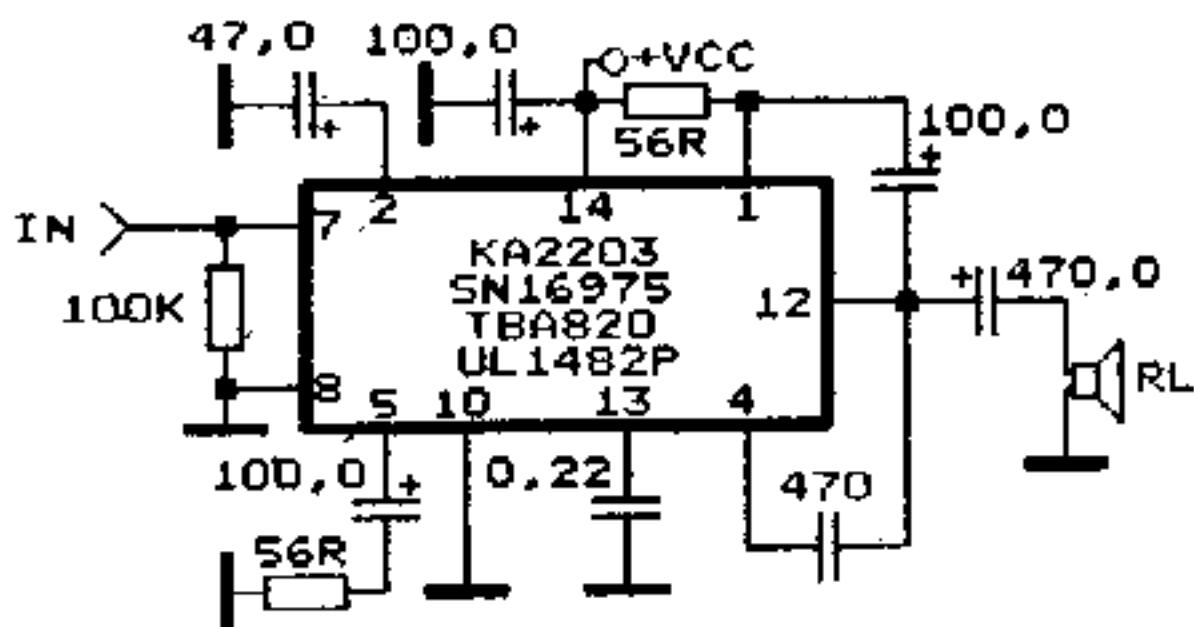 47,0
100,0
+VCC
56R
100,0
+
+
+
IN
7
2
14
1
KA2203
SN16975
TBA820
UL1482P
12
+
470,0
100K
RL
8
5
10
13
4
100,0
+
0,22
470
56R